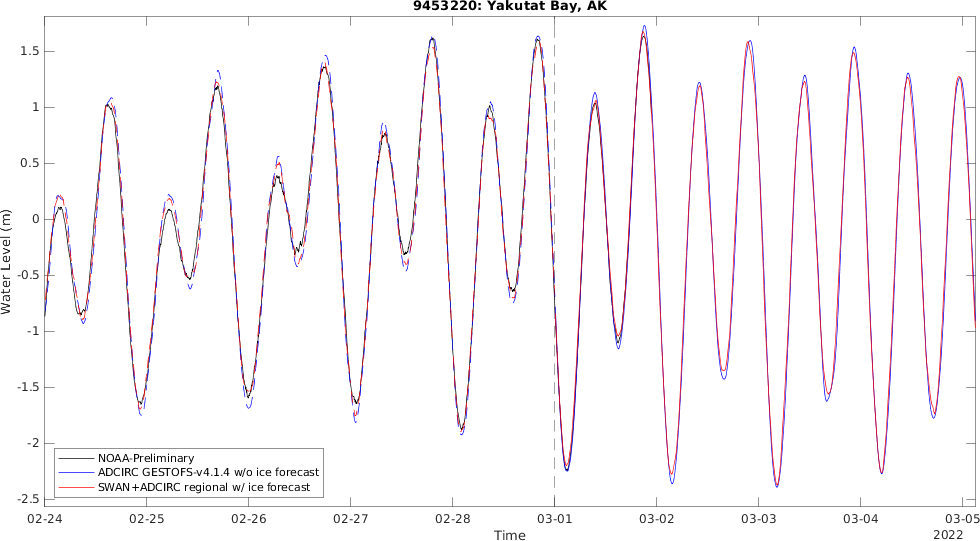 9453220: Yakutat Bay, AK
Water Level (m)
1.5
1
0.5
0
-0.5
-1
-1.5
-2
-2.5
NOAA-Preliminary
ADCIRC GESTOFS-v4.1.4 w/o ice forecast
SWAN+ADCIRC regional w/ ice forecast
02-24 02-25 02-26 02-27 02-28 03-01 03-02 03-03 03-04 03-05
Time
2022